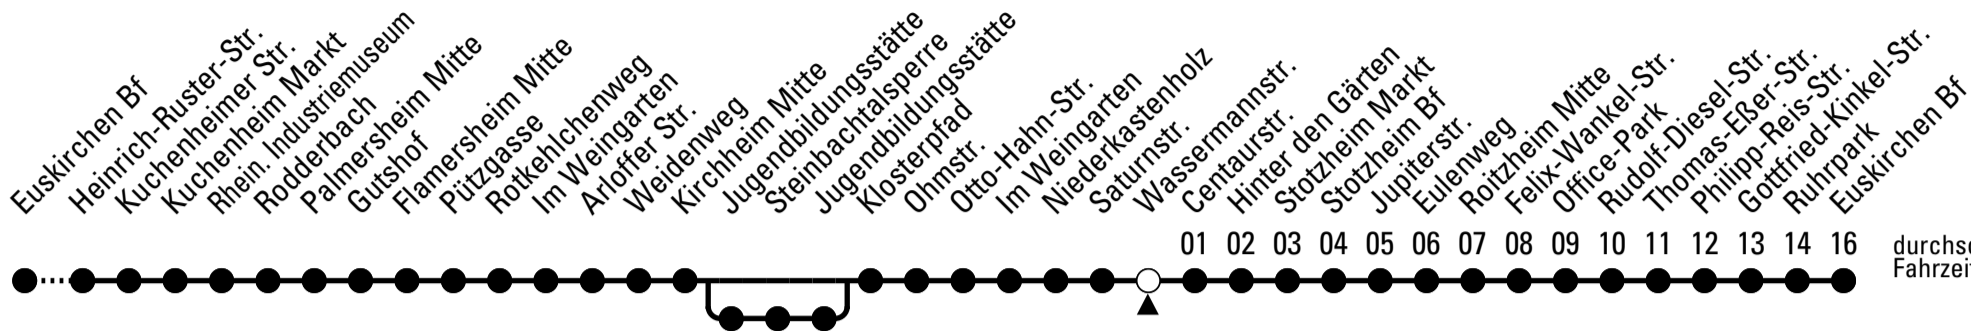 Euskirchen Bf
Heinrich-Ruster-Str.
Kuchenheimer Str.
Kuchenheim Markt
Rhein. Industriemuseum
Rodderbach
Palmersheim Mitte
Gutshof
Flamersheim Mitte
Pützgasse
Rotkehlchenweg
Im Weingarten
Arloffer Str.
Weidenweg
Kirchheim Mitte
Jugendbildungsstätte
Steinbachtalsperre
Jugendbildungsstätte
Klosterpfad
Ohmstr.
Otto-Hahn-Str.
Im Weingarten
Niederkastenholz
Saturnstr.
Wassermannstr.
Centaurstr.
Hinter den Gärten
Stotzheim Markt
Stotzheim Bf
Jupiterstr.
Eulenweg
Roitzheim Mitte
Felix-Wankel-Str.
Office-Park
Rudolf-Diesel-Str.
Thomas-Eßer-Str.
Philipp-Reis-Str.
Gottfried-Kinkel-Str.
Ruhrpark
Euskirchen Bf
01 02 03 04 05 06 07 08 09 10 11 12 13 14 16